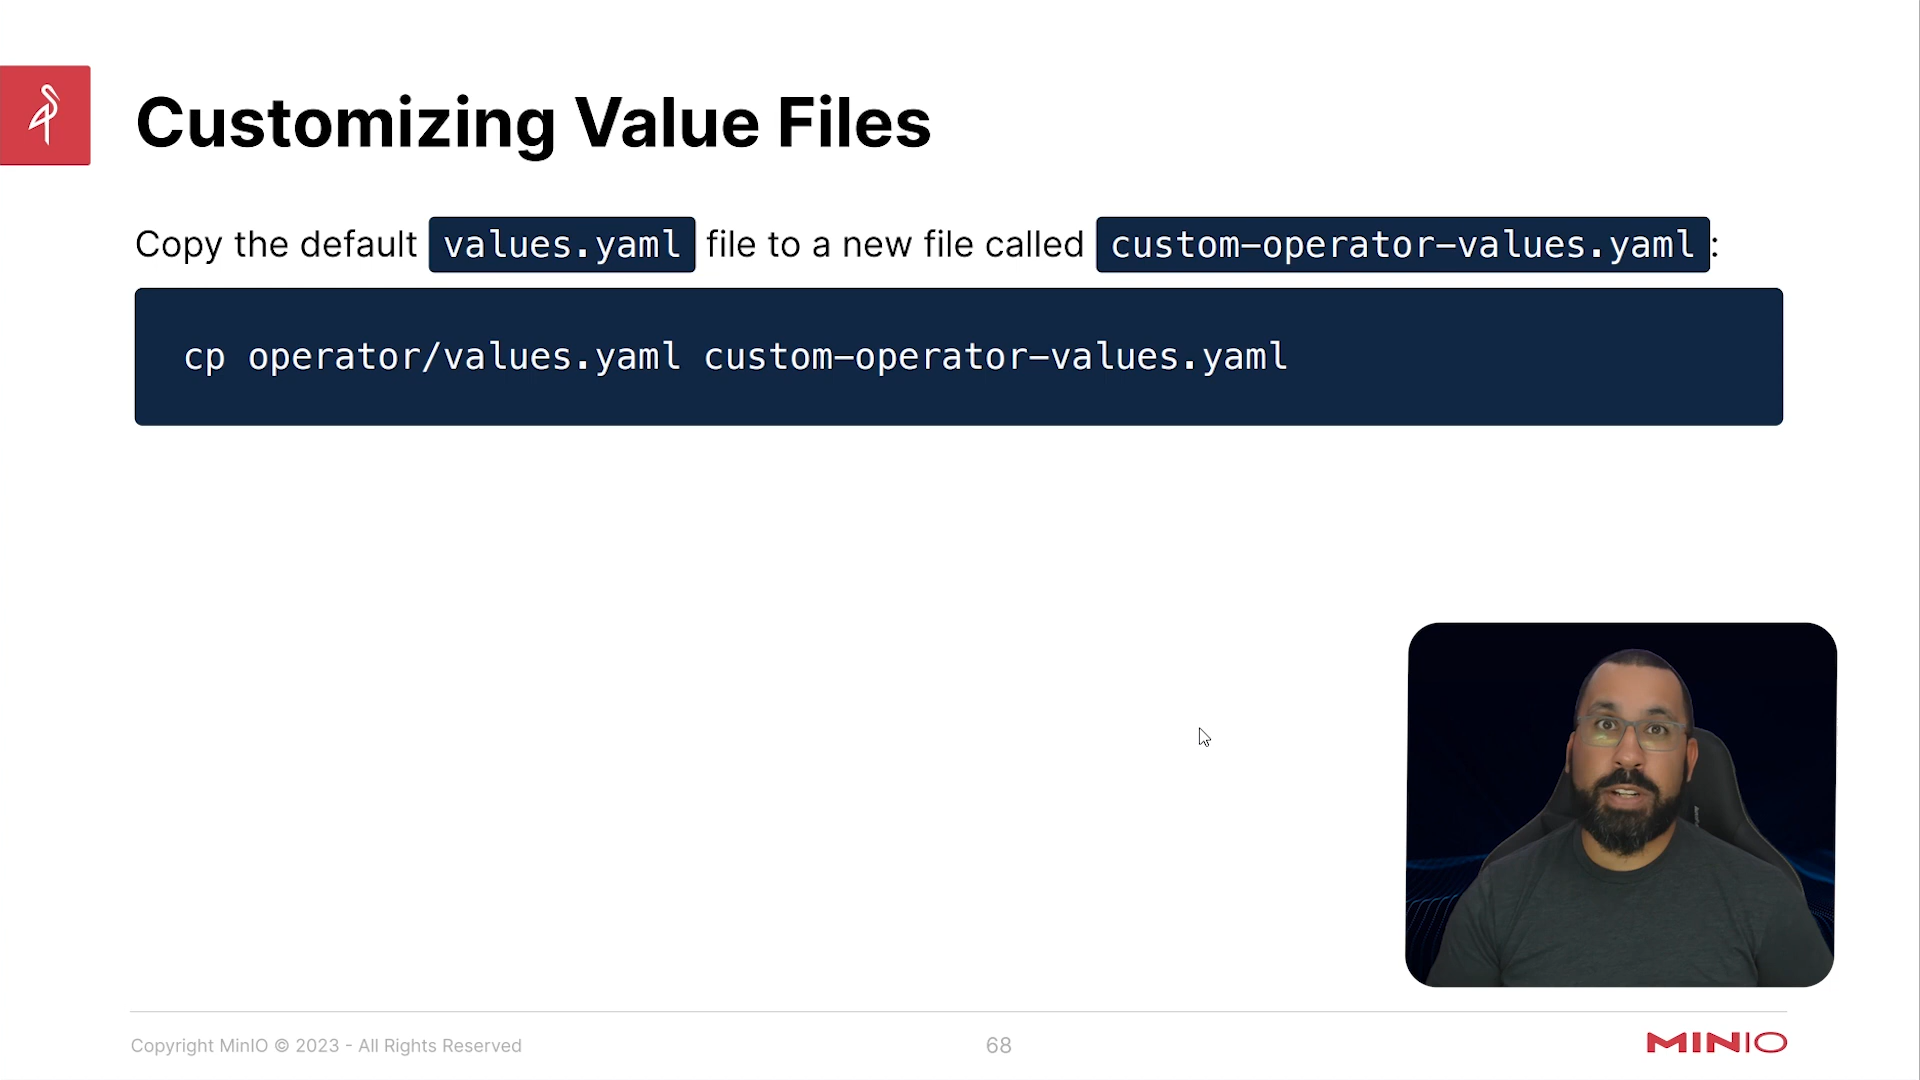 Customizing Value Files
Copy the default values.yaml file to a new file called custom-operator-values.yaml:
cp operator/values.yaml custom-operator-values.yaml
Copyright MinIO © 2023 - All Rights Reserved
68
MINIO